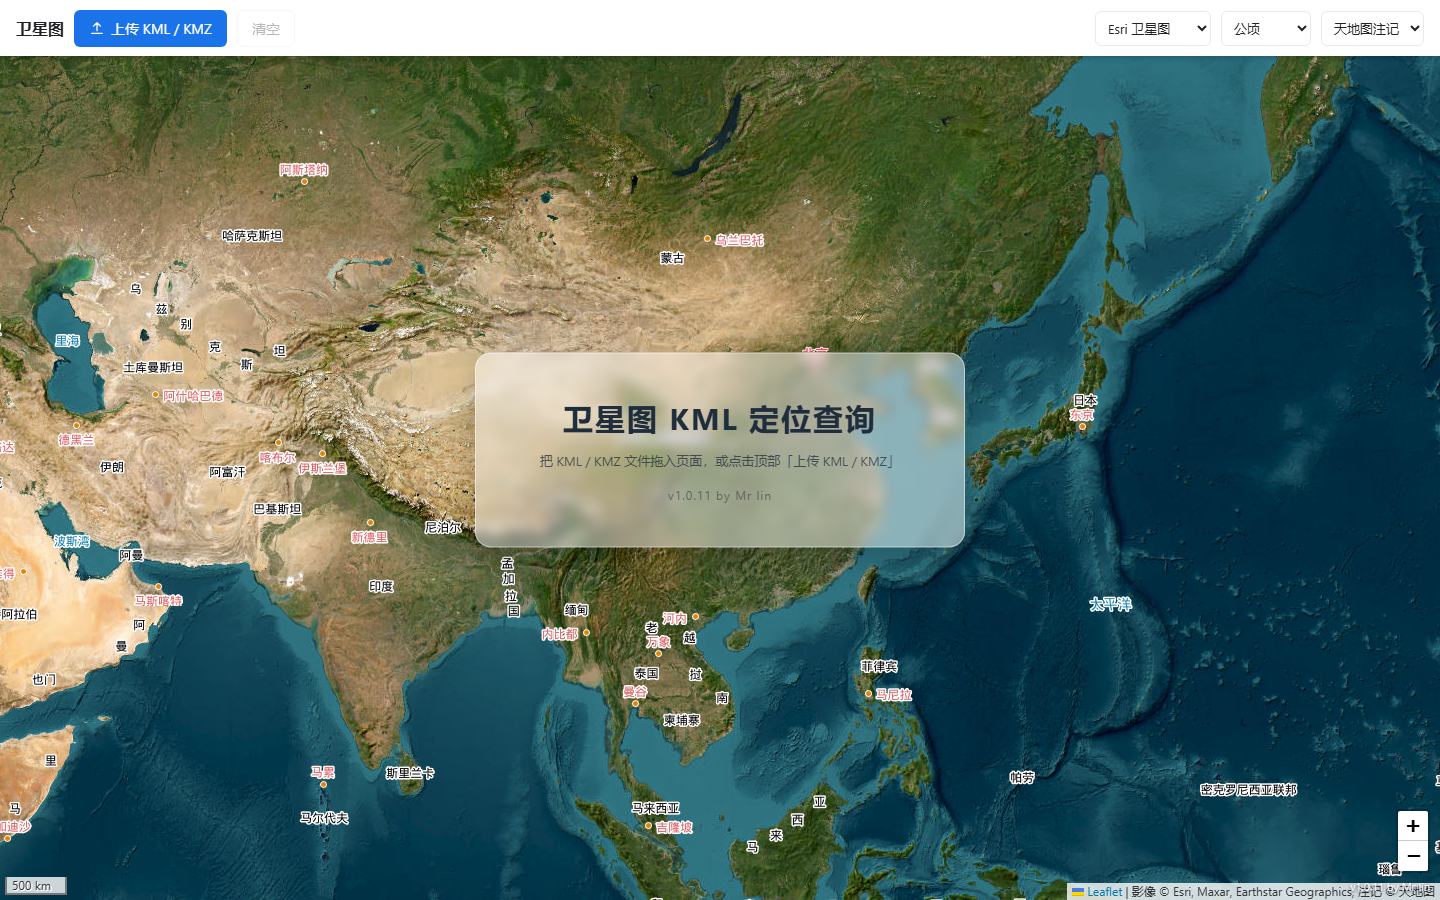 卫星图
上传 KML / KMZ
清空
Esri 卫星图
公顷
天地图注记
阿斯塔纳
哈萨克斯坦
乌兰巴托
蒙古
乌
兹
别
克
斯
坦
里海
土库曼斯坦
阿什哈巴德
北京
日本
东京
德黑兰
喀布尔
伊斯兰堡
伊朗
阿富汗
巴基斯坦
卫星图 KML 定位查询
把 KML / KMZ 文件拖入页面，或点击顶部「上传 KML / KMZ」
v1.0.11 by Mr lin
新德里
尼泊尔
波斯湾
阿曼
孟
加
拉
国
印度
马斯喀特
阿拉伯
阿
曼
缅甸
内比都
河内
老
越
万象
泰国
挝
曼谷
南
柬埔寨
太平洋
菲律宾
马尼拉
也门
里
马
加迪沙
马累
斯里兰卡
马尔代夫
马来西亚
吉隆坡
亚
西
来
马
帕劳
密克罗尼西亚联邦
瑙鲁
+
−
500 km
Leaflet | 影像 © Esri, Maxar, Earthstar Geographics, 注记 © 天地图